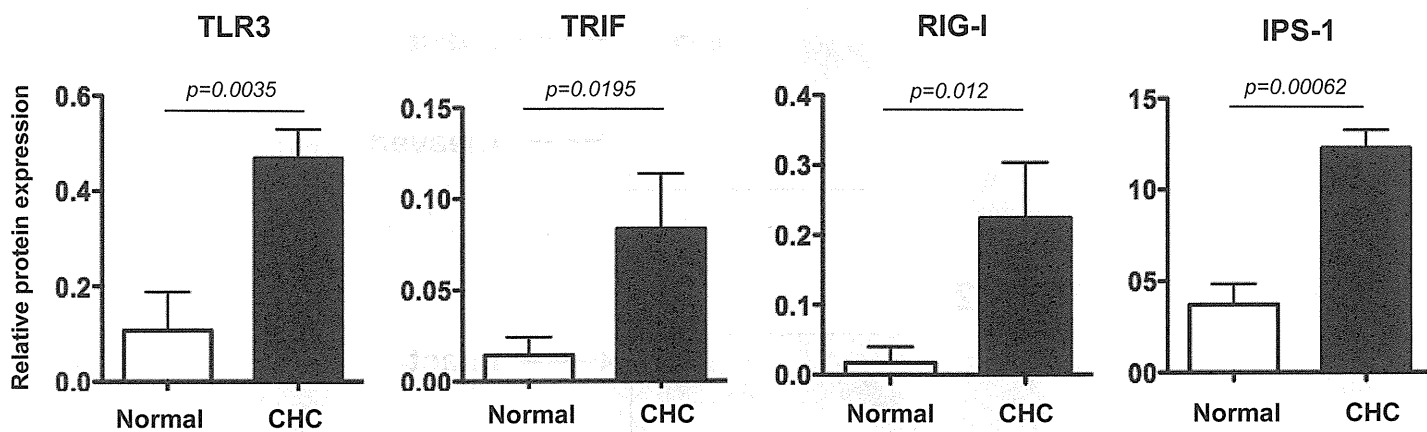 TLR3
TRIF
RIG-I
IPS-1
Relative protein expression
p=0.0035
0.6
0.4
0.2
0.0
Normal CHC
p=0.0195
0.15
0.10
0.05
0.00
Normal CHC
p=0.012
0.4
0.3
0.2
0.1
0.0
Normal CHC
p=0.00062
15
10
05
00
Normal CHC